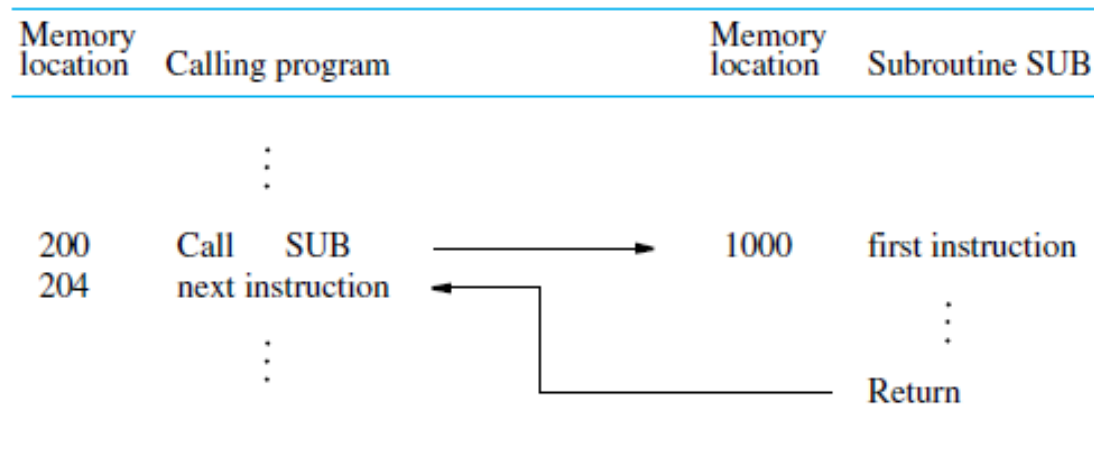 Memory location Calling program Memory location Subroutine SUB
⋮
200 Call SUB 1000 first instruction
204 next instruction
⋮ ⋮
Return